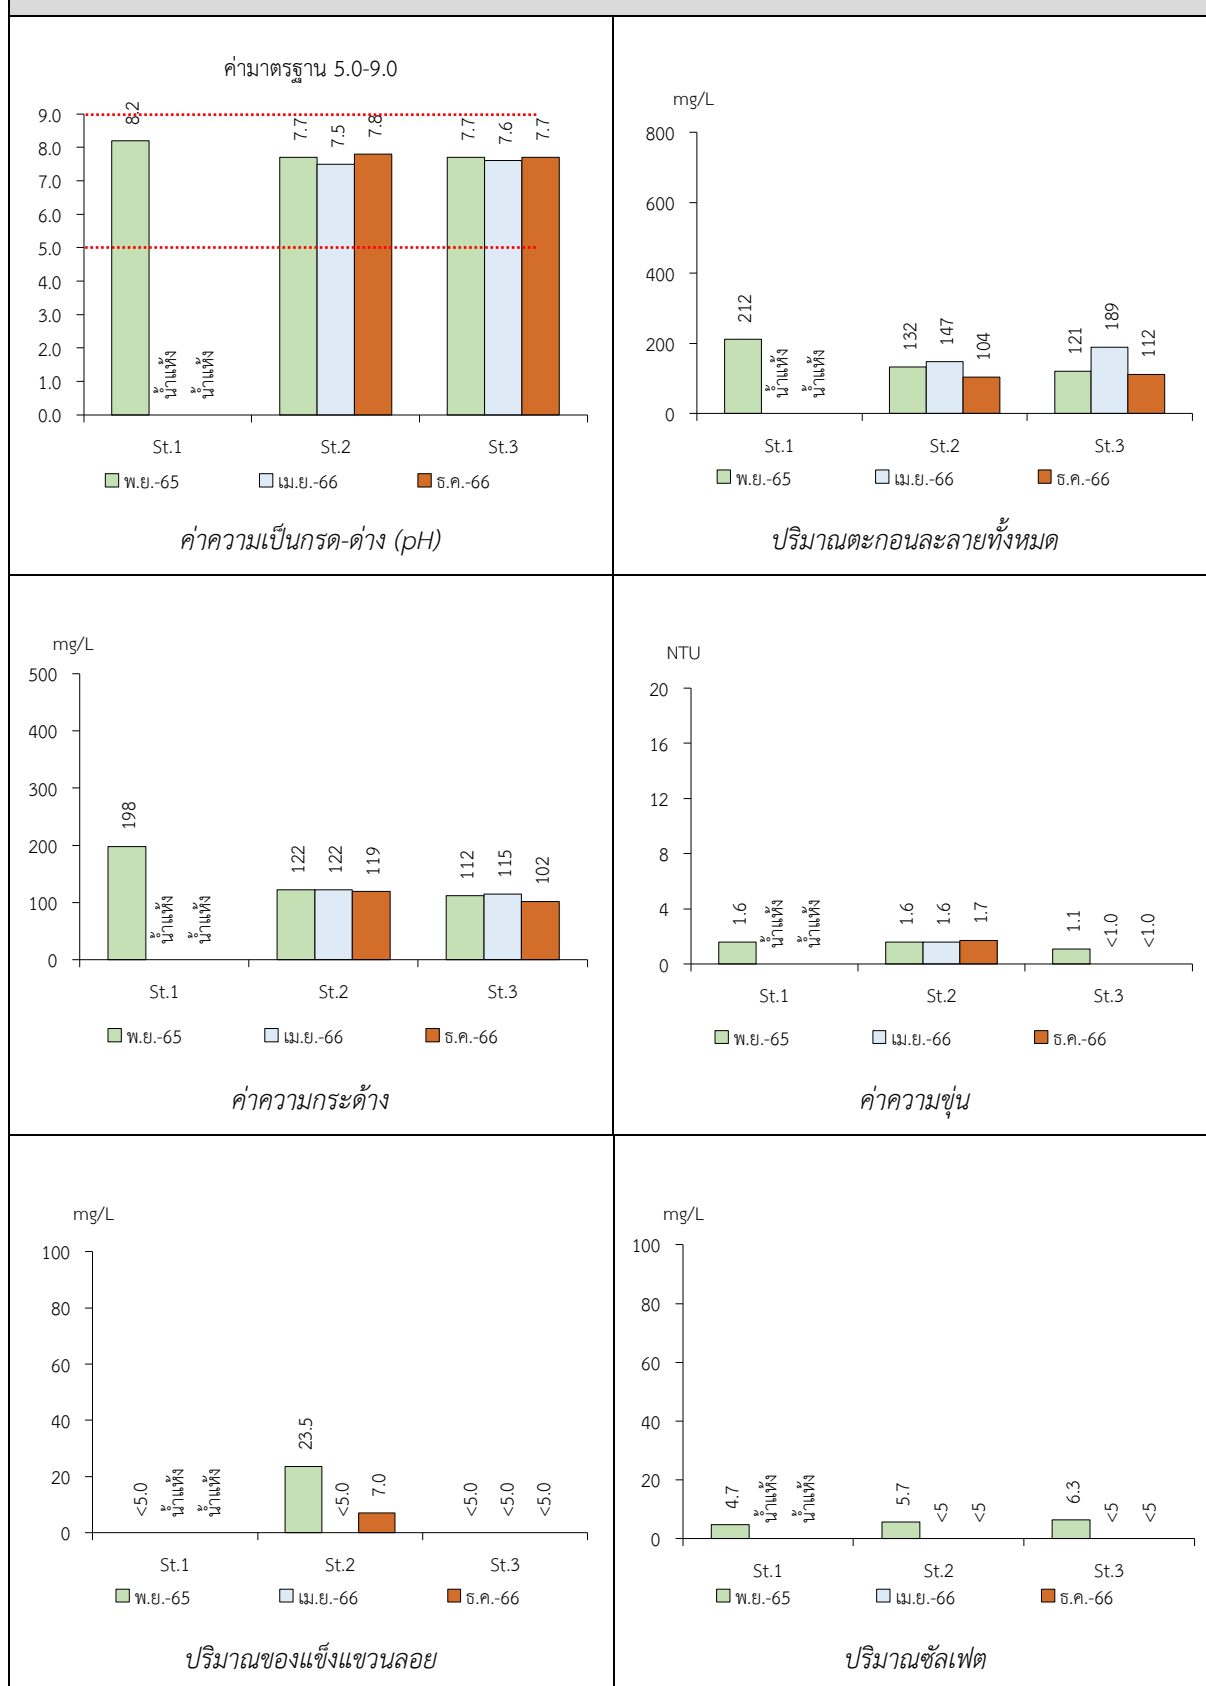 ค่ามาตรฐาน 5.0-9.0
9.0
8.0
7.0
6.0
5.0
4.0
3.0
2.0
1.0
0.0
8.2
น้ำแห้ง
น้ำแห้ง
7.7
7.5
7.8
7.7
7.6
7.7
St.1 St.2 St.3
พ.ย.-65 เม.ย.-66 ธ.ค.-66
ค่าความเป็นกรด-ด่าง (pH)
mg/L
800
600
400
200
0
212
น้ำแห้ง
น้ำแห้ง
132
147
104
121
189
112
St.1 St.2 St.3
พ.ย.-65 เม.ย.-66 ธ.ค.-66
ปริมาณตะกอนละลายทั้งหมด
mg/L
500
400
300
200
100
0
198
น้ำแห้ง
น้ำแห้ง
122
122
119
112
115
102
St.1 St.2 St.3
พ.ย.-65 เม.ย.-66 ธ.ค.-66
ค่าความกระด้าง
NTU
20
16
12
8
4
0
1.6
น้ำแห้ง
น้ำแห้ง
1.6
1.6
1.7
1.1
<1.0
<1.0
St.1 St.2 St.3
พ.ย.-65 เม.ย.-66 ธ.ค.-66
ค่าความขุ่น
mg/L
100
80
60
40
20
0
<5.0
น้ำแห้ง
น้ำแห้ง
23.5
<5.0
7.0
<5.0
<5.0
<5.0
St.1 St.2 St.3
พ.ย.-65 เม.ย.-66 ธ.ค.-66
ปริมาณของแข็งแขวนลอย
mg/L
100
80
60
40
20
0
4.7
น้ำแห้ง
น้ำแห้ง
5.7
<5
<5
6.3
<5
<5
St.1 St.2 St.3
พ.ย.-65 เม.ย.-66 ธ.ค.-66
ปริมาณซัลเฟต